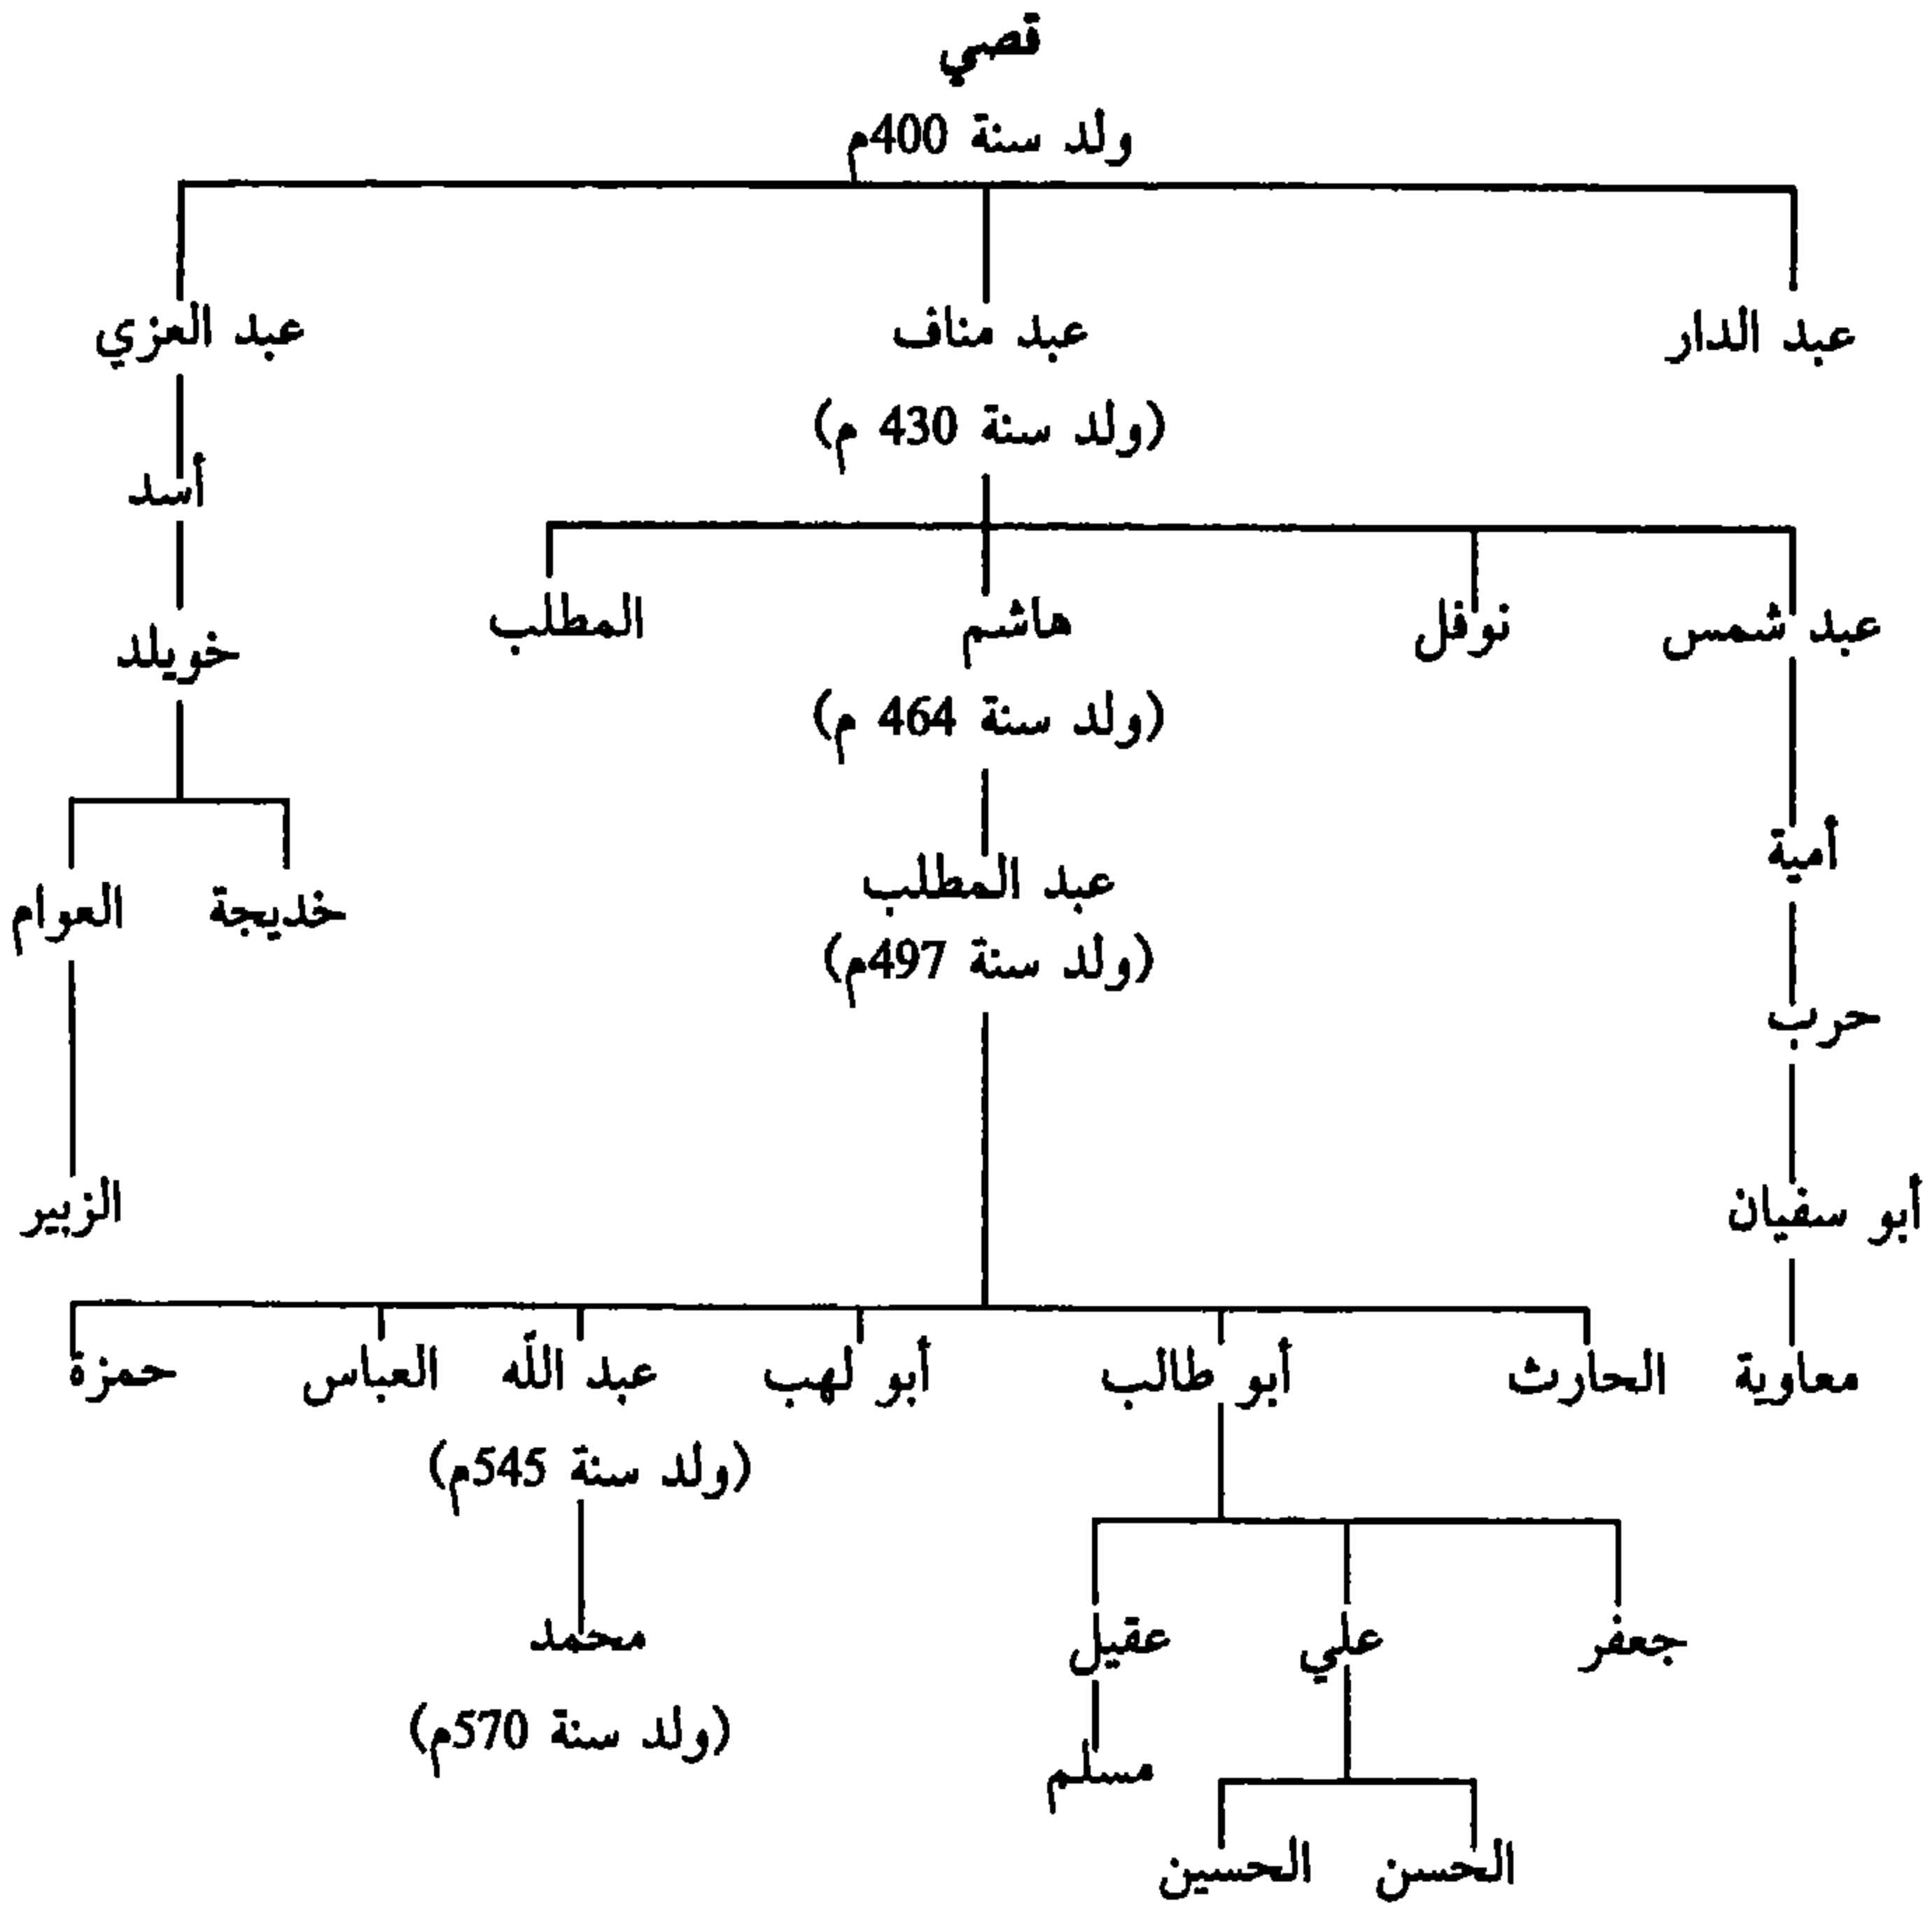 قصي
ولد سنة 400م
عبد الدار
عبد مناف
عبد العزي
(ولد سنة 430 م)
أسد
عبد شمس
نوفل
هاشم
المطلب
خويلد
(ولد سنة 464 م)
أمية
عبد المطلب
خديجة
العوام
(ولد سنة 497م)
حرب
أبو سفيان
الزبير
معاوية
الحارث
أبو طالب
أبو لهب
عبد الله
العباس
حمزة
(ولد سنة 545م)
جعفر
علي
عقيل
محمد
(ولد سنة 570م)
مسلم
الحسن
الحسين